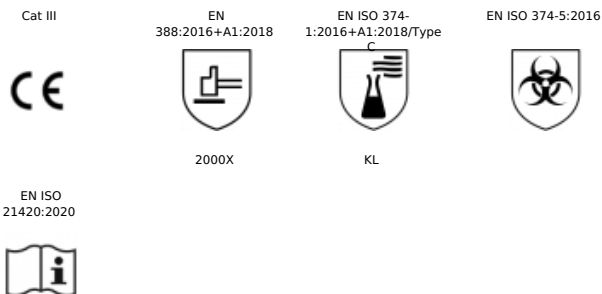 Cat III
EN
388:2016+A1:2018
EN ISO 374-
1:2016+A1:2018/Type
C
EN ISO 374-5:2016
CE
2000X
KL
EN ISO
21420:2020
i